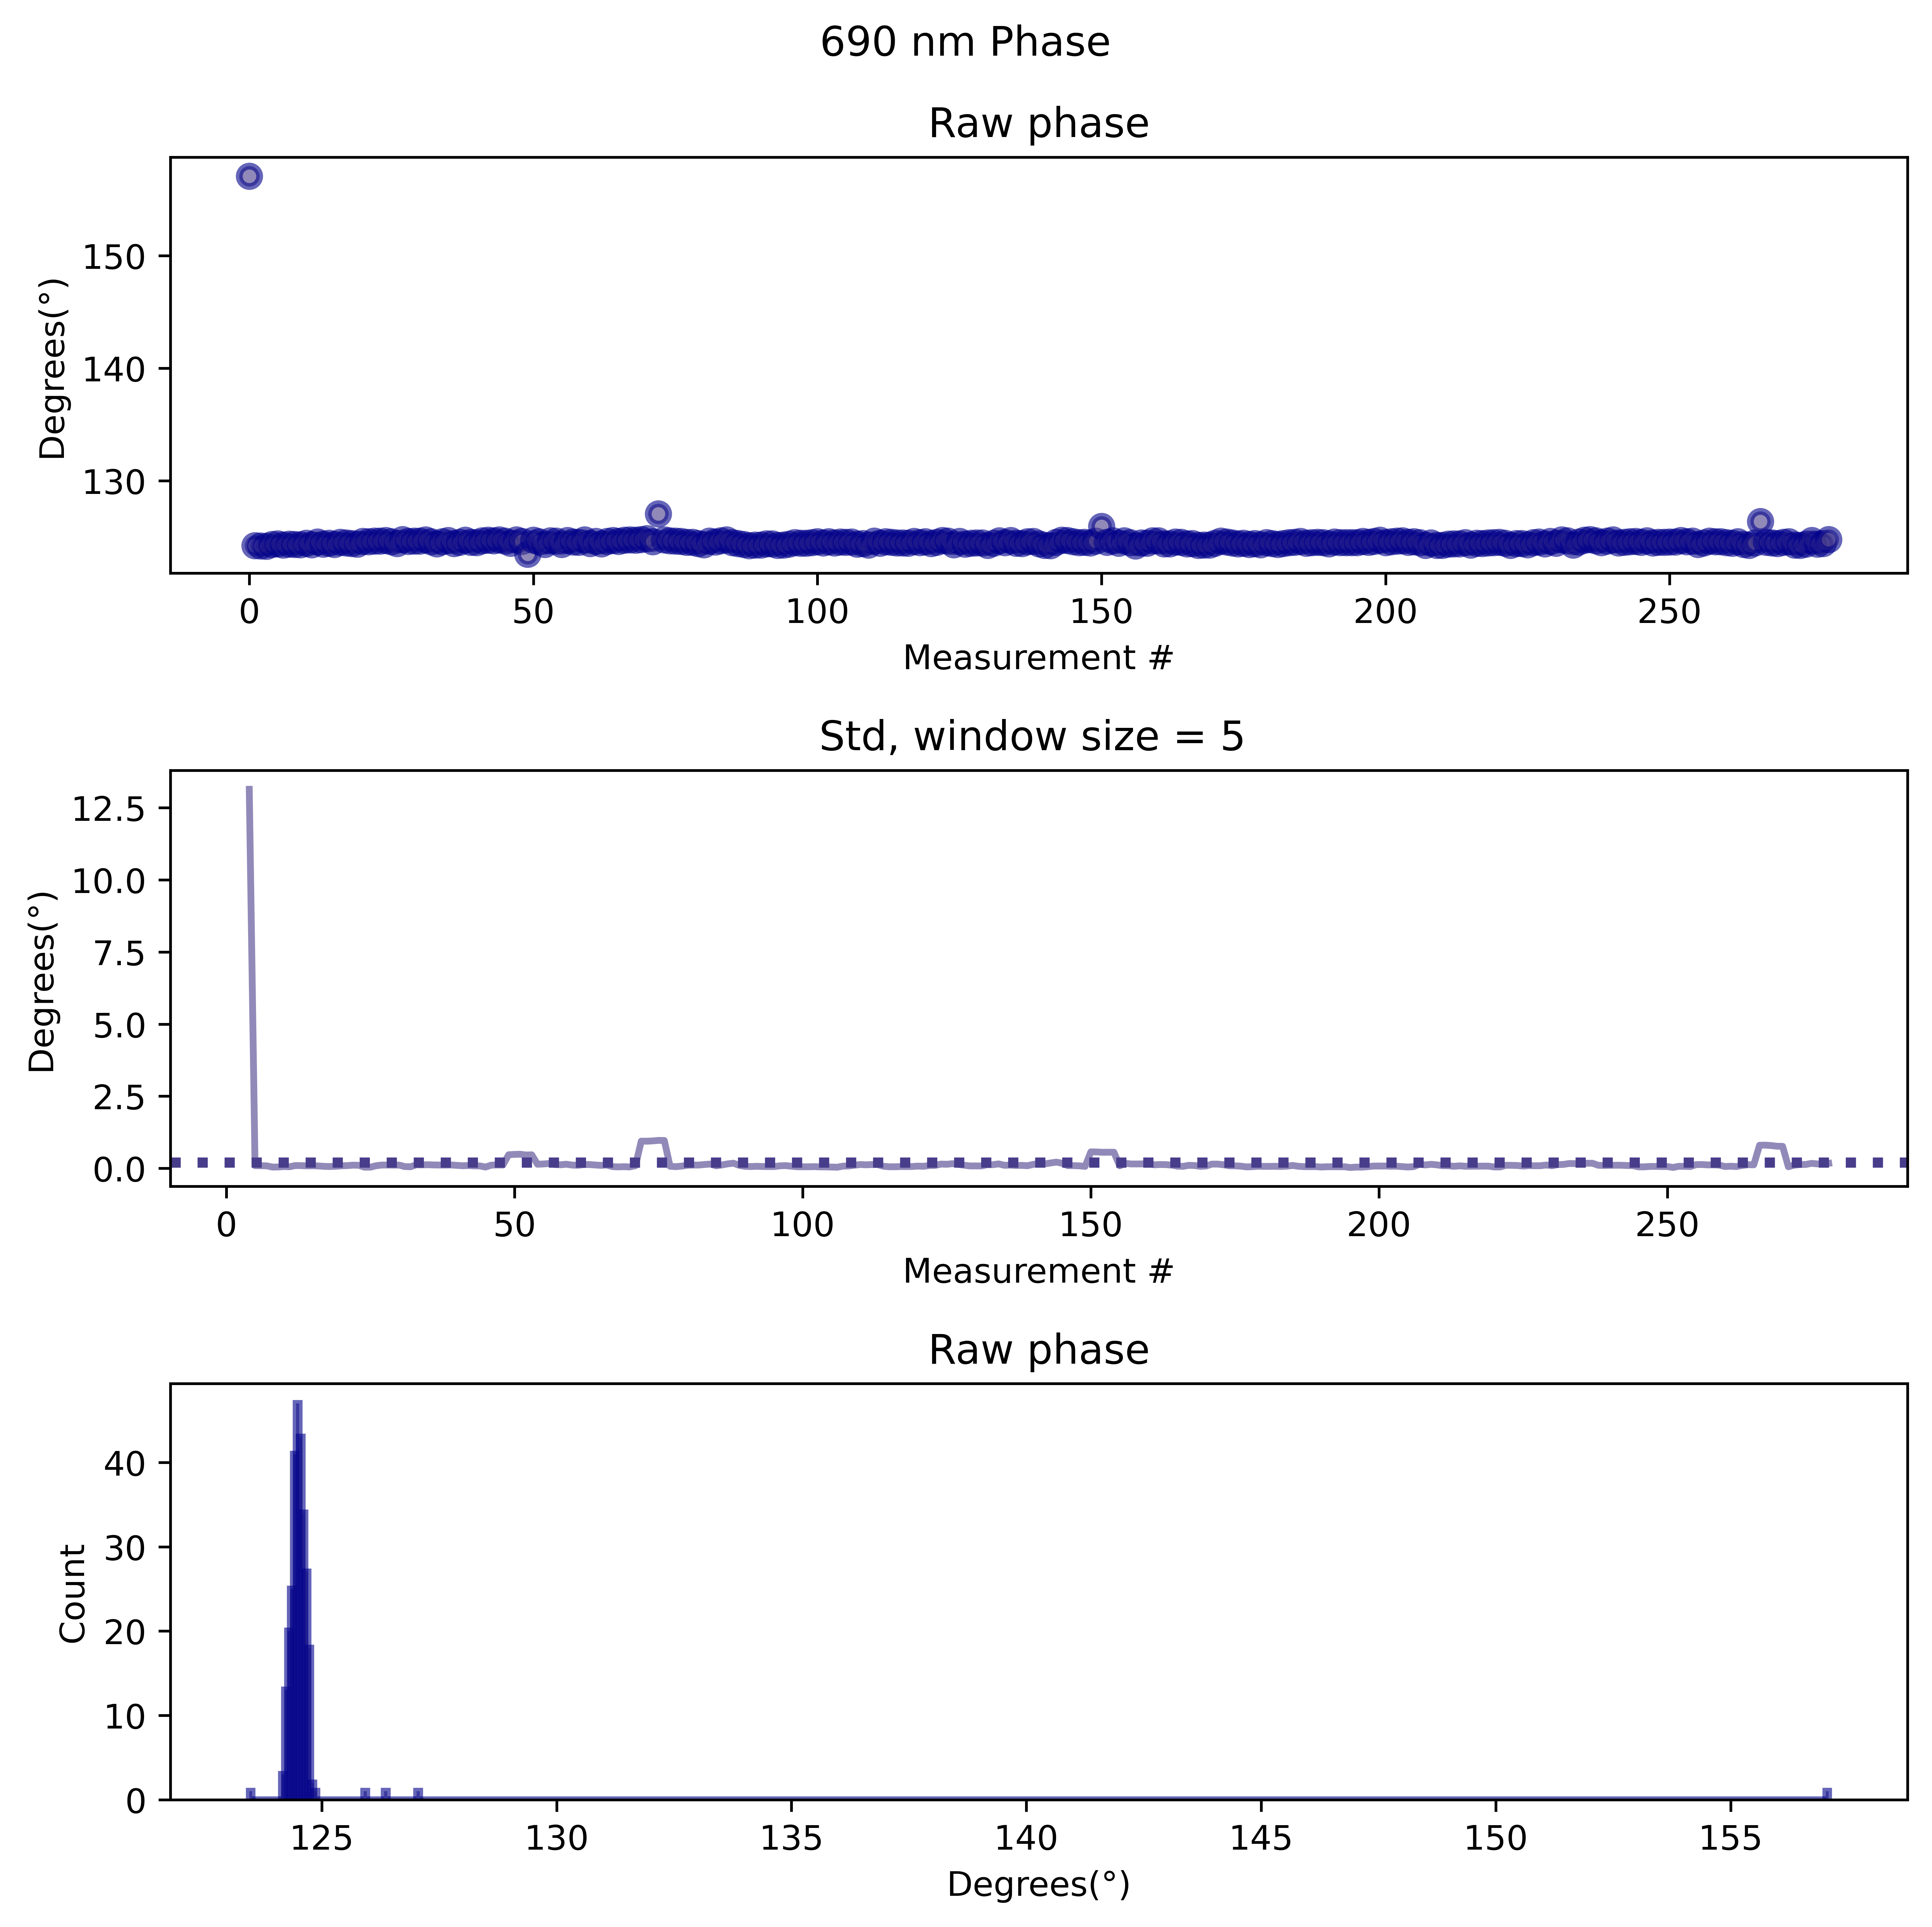 690 nm Phase
Raw phase
150
140
130
Degrees(°)
0 50 100 150 200 250
Measurement #
Std, window size = 5
12.5
10.0
7.5
5.0
2.5
0.0
Degrees(°)
0 50 100 150 200 250
Measurement #
Raw phase
40
30
20
10
0
Count
125 130 135 140 145 150 155
Degrees(°)